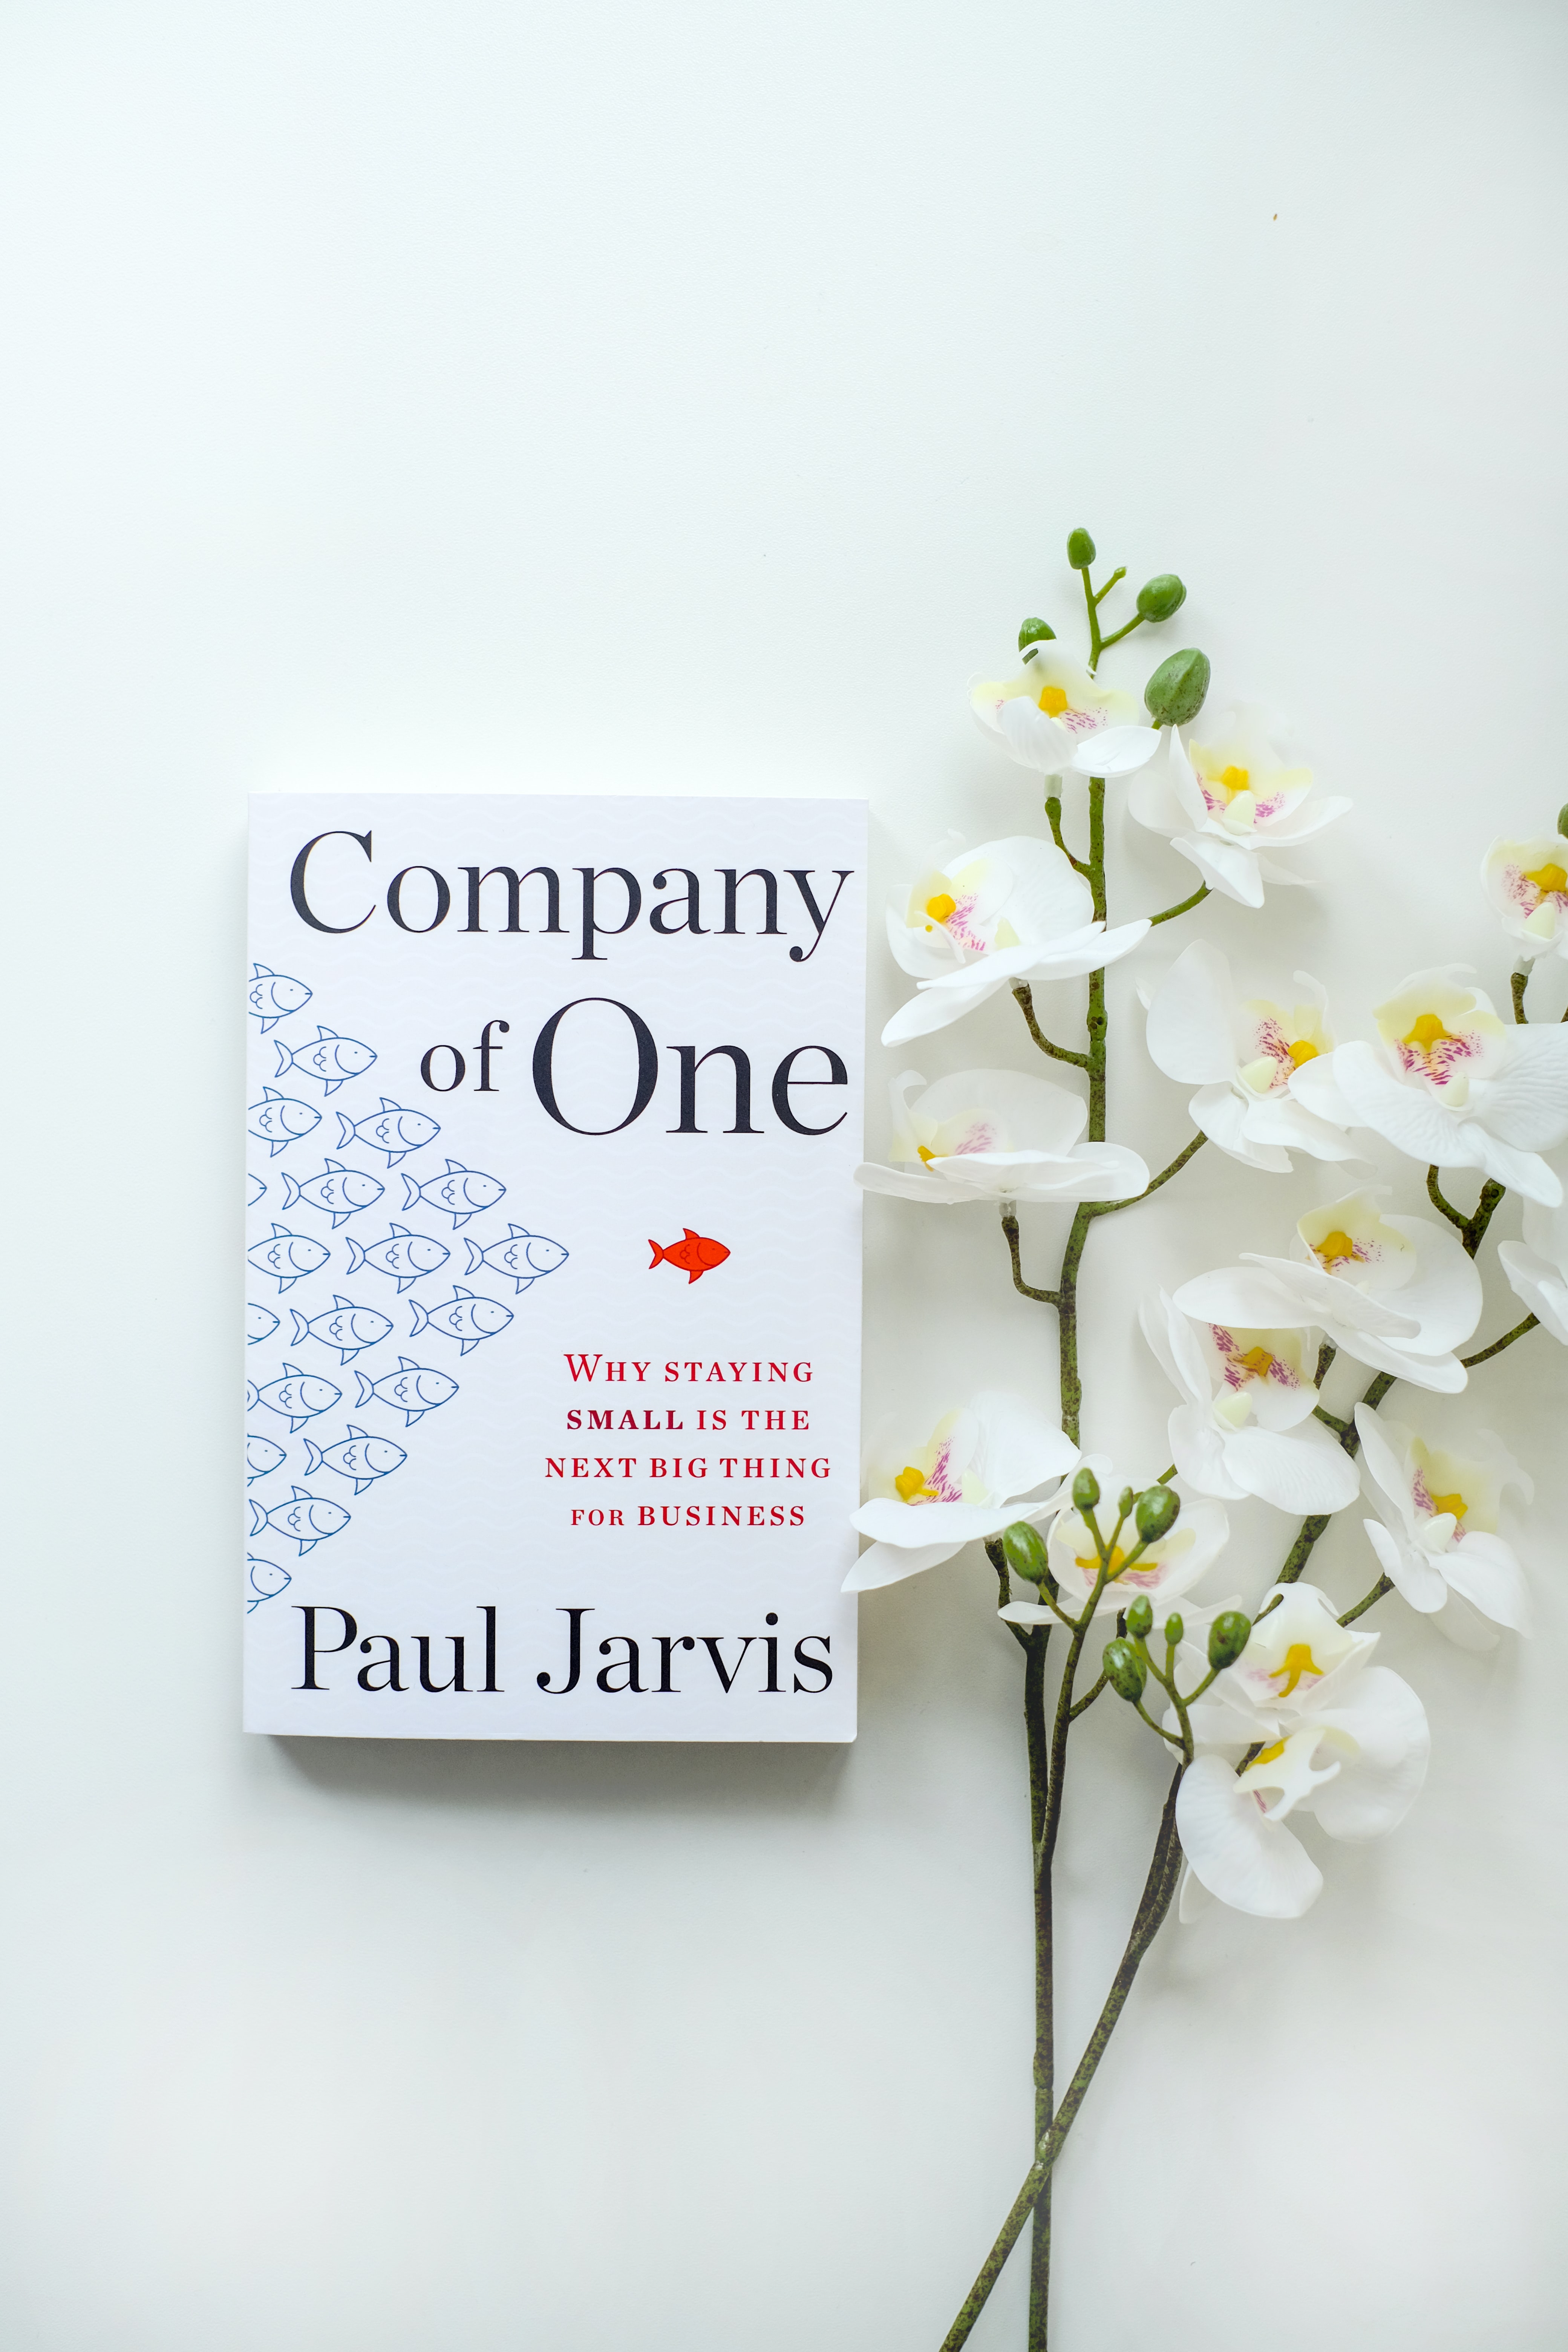 Company
of One
WHY STAYING
SMALL IS THE
NEXT BIG THING
FOR BUSINESS
Paul Jarvis